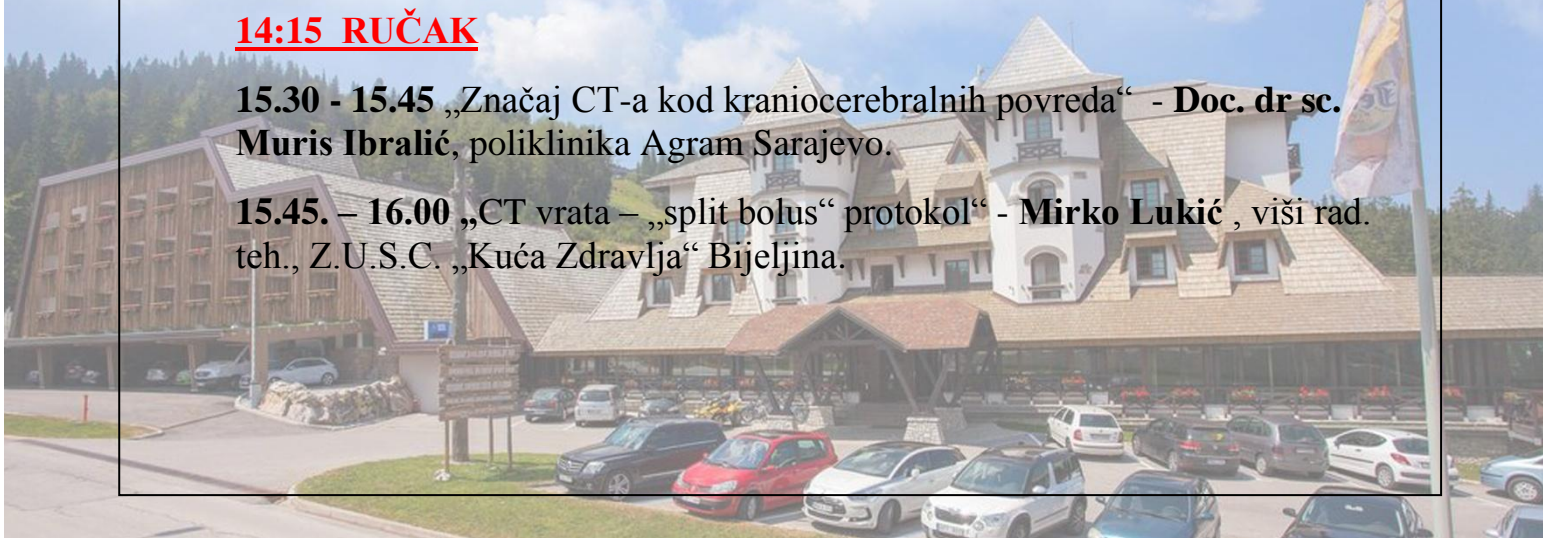 14:15 RUČAK
15.30 - 15.45 „Značaj CT-a kod kraniocerebralnih povreda“ - Doc. dr sc.
Muris Ibralić, poliklinika Agram Sarajevo.
15.45. – 16.00 „CT vrata – „split bolus“ protokol“ - Mirko Lukić , viši rad.
teh., Z.U.S.C. „Kuća Zdravlja“ Bijeljina.